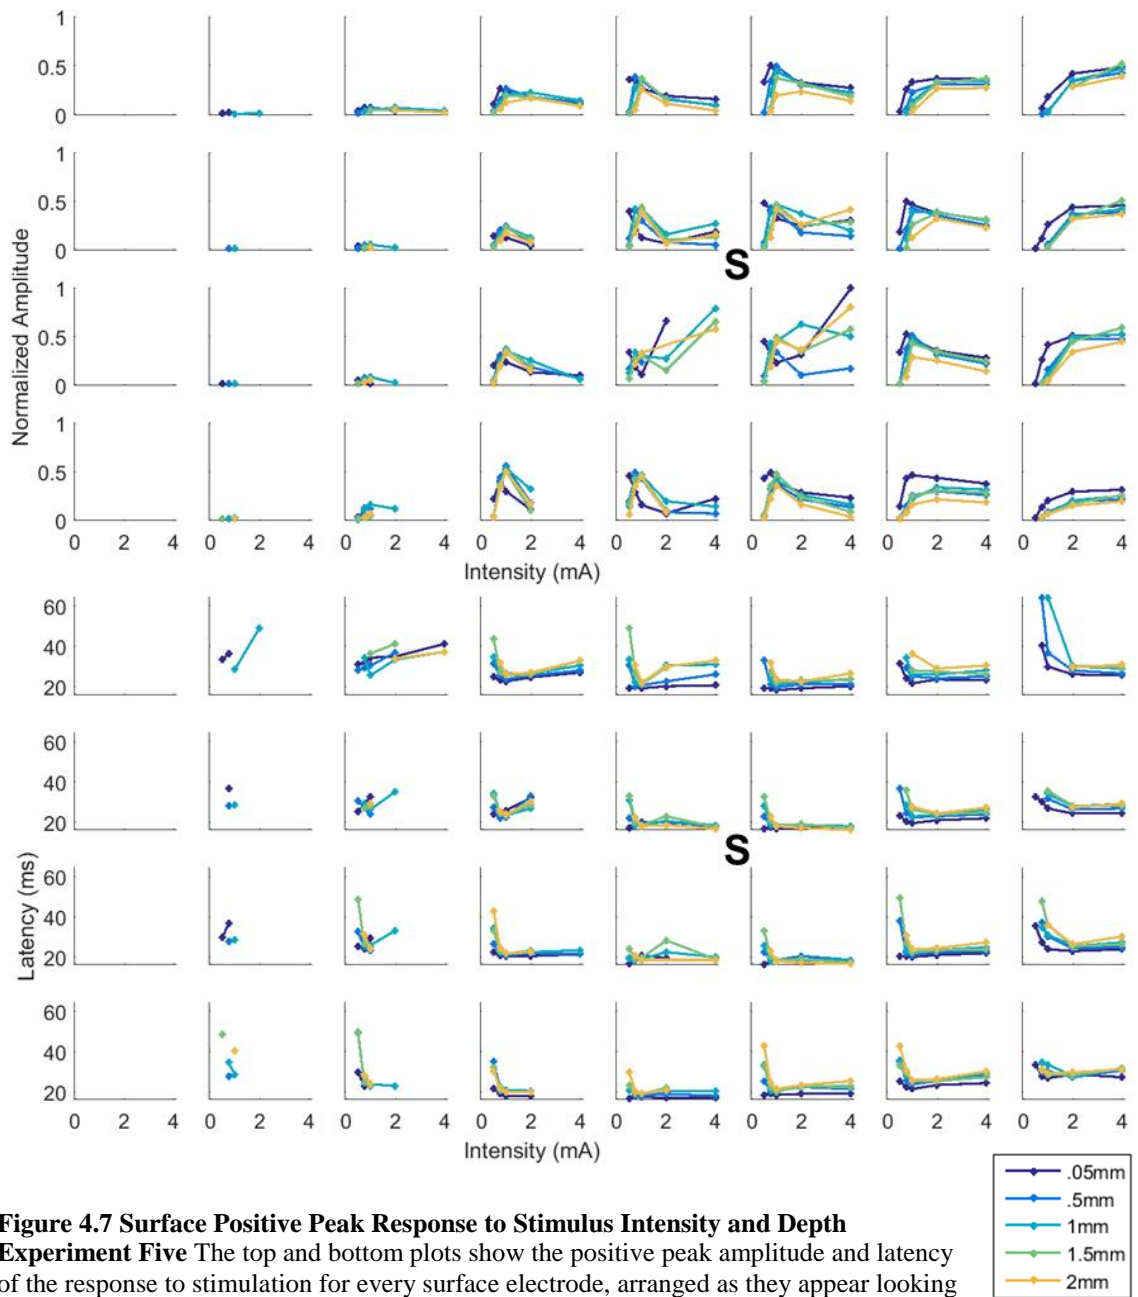 1
0.5
0
1
0.5
0
S
1
0.5
0
1
0.5
0
Normalized Amplitude
0 2 4 0 2 4 0 2 4 0 2 4 0 2 4 0 2 4 0 2 4 0 2 4
Intensity (mA)
60
40
20
60
40
20
S
60
40
20
60
40
20
Latency (ms)
0 2 4 0 2 4 0 2 4 0 2 4 0 2 4 0 2 4 0 2 4 0 2 4
Intensity (mA)
.05mm
.5mm
1mm
1.5mm
2mm
Figure 4.7 Surface Positive Peak Response to Stimulus Intensity and Depth
Experiment Five The top and bottom plots show the positive peak amplitude and latency
of the response to stimulation for every surface electrode, arranged as they appear looking